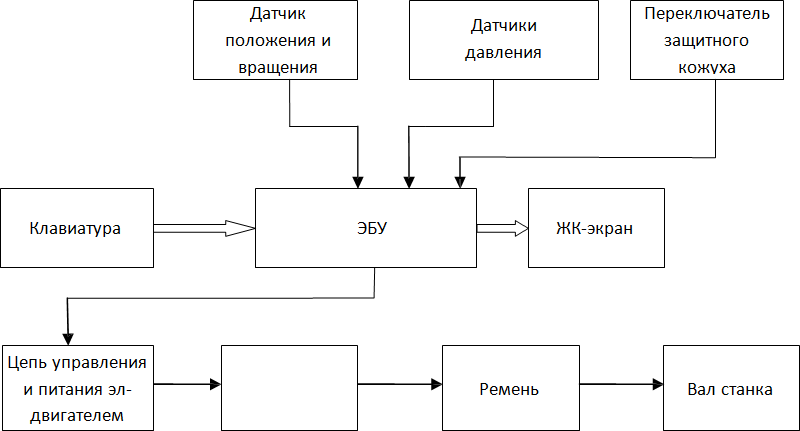 Датчик
положения и
вращения
Датчики
давления
Переключатель
защитного
кожуха
Клавиатура
ЭБУ
ЖК-экран
Цепь управления
и питания эл-
двигателем
Ремень
Вал станка